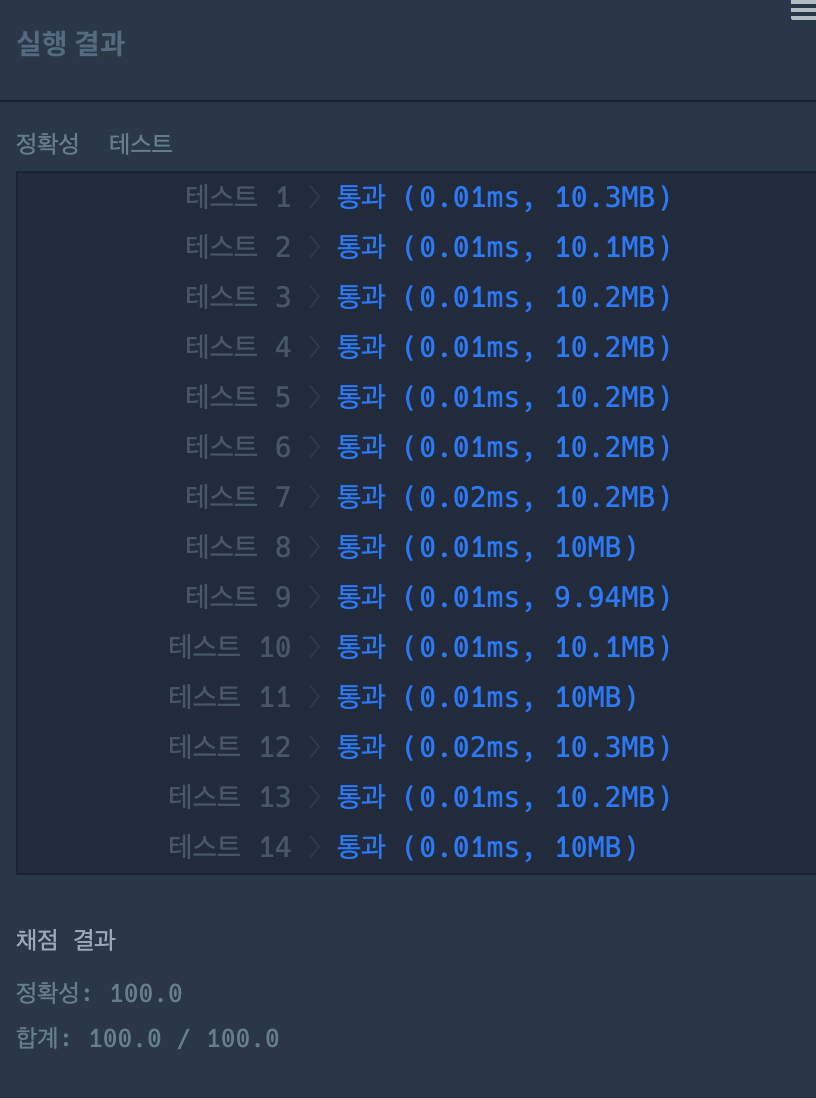 실행 결과
정확성 테스트
테스트 1 〉 통과 (0.01ms, 10.3MB)
테스트 2 〉 통과 (0.01ms, 10.1MB)
테스트 3 〉 통과 (0.01ms, 10.2MB)
테스트 4 〉 통과 (0.01ms, 10.2MB)
테스트 5 〉 통과 (0.01ms, 10.2MB)
테스트 6 〉 통과 (0.01ms, 10.2MB)
테스트 7 〉 통과 (0.02ms, 10.2MB)
테스트 8 〉 통과 (0.01ms, 10MB)
테스트 9 〉 통과 (0.01ms, 9.94MB)
테스트 10 〉 통과 (0.01ms, 10.1MB)
테스트 11 〉 통과 (0.01ms, 10MB)
테스트 12 〉 통과 (0.02ms, 10.3MB)
테스트 13 〉 통과 (0.01ms, 10.2MB)
테스트 14 〉 통과 (0.01ms, 10MB)
채점 결과
정확성: 100.0
합계: 100.0 / 100.0